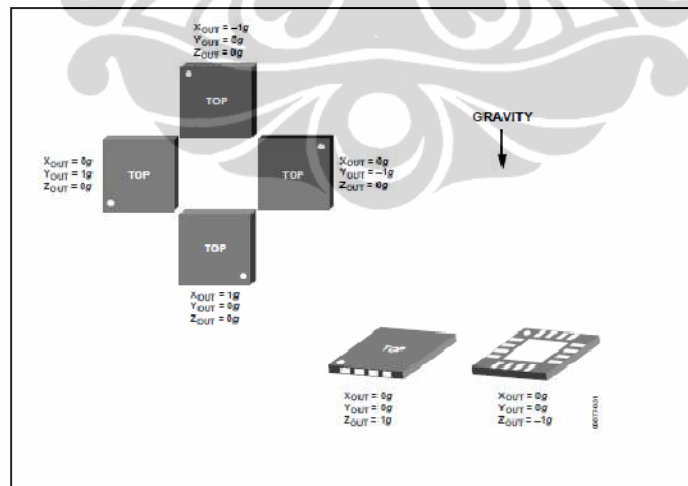 XOUT = –1g
YOUT = 0g
ZOUT = 0g
TOP
GRAVITY
XOUT = 0g
YOUT = 1g
ZOUT = 0g
TOP
TOP
XOUT = 0g
YOUT = –1g
ZOUT = 0g
TOP
XOUT = 1g
YOUT = 0g
ZOUT = 0g
TOP
XOUT = 0g
YOUT = 0g
ZOUT = 1g
XOUT = 0g
YOUT = 0g
ZOUT = –1g